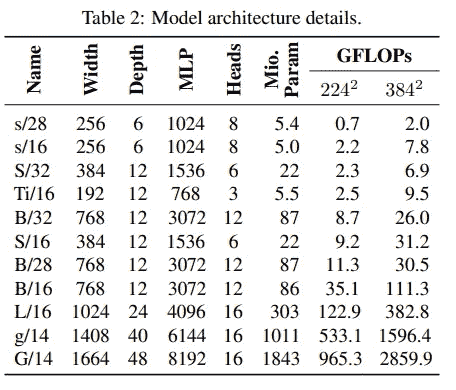 Table 2: Model architecture details.
Name Width Depth MLP Heads Mio. Param GFLOPs
224² 384²
s/28 256 6 1024 8 5.4 0.7 2.0
s/16 256 6 1024 8 5.0 2.2 7.8
S/32 384 12 1536 6 22 2.3 6.9
Ti/16 192 12 768 3 5.5 2.5 9.5
B/32 768 12 3072 12 87 8.7 26.0
S/16 384 12 1536 6 22 9.2 31.2
B/28 768 12 3072 12 87 11.3 30.5
B/16 768 12 3072 12 86 35.1 111.3
L/16 1024 24 4096 16 303 122.9 382.8
g/14 1408 40 6144 16 1011 533.1 1596.4
G/14 1664 48 8192 16 1843 965.3 2859.9